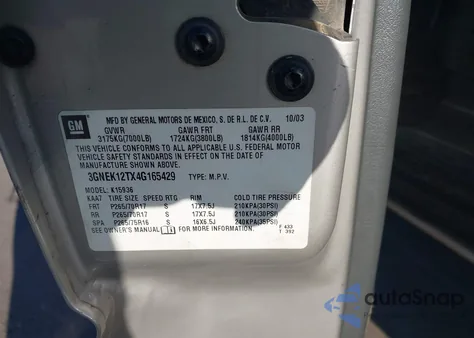 GM
MFD BY GENERAL MOTORS DE MEXICO, S. DE R.L. DE C.V. 10/03
GVWR GAWR FRT GAWR RR
3175KG(7000LB) 1724KG(3800LB) 1814KG(4000LB)
THIS VEHICLE CONFORMS TO ALL APPLICABLE U.S. FEDERAL
MOTOR VEHICLE SAFETY STANDARDS IN EFFECT ON THE DATE
OF MANUFACTURE SHOWN ABOVE.
3GNEK12TX4G165429 TYPE: M.P.V.
MODEL: K15936
KAA7 TIRE SIZE SPEED RTG RIM COLD TIRE PRESSURE
FRT P265/70R17 S 17X7.5J 210KPA(30PSI)
RR P265/70R17 S 17X7.5J 210KPA(30PSI)
SPA P265/75R16 S 16X6.5J 240KPA(35PSI)
SEE OWNER'S MANUAL FOR MORE INFORMATION.
autoSnap